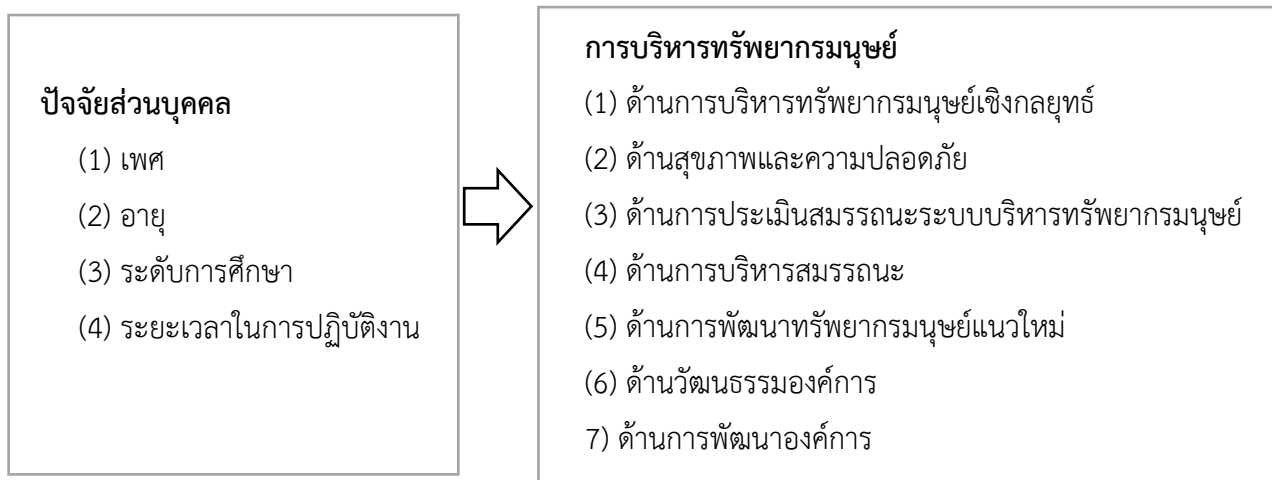 ปัจจัยส่วนบุคคล
(1) เพศ
(2) อายุ
(3) ระดับการศึกษา
(4) ระยะเวลาในการปฏิบัติงาน
การบริหารทรัพยากรมนุษย์
(1) ด้านการบริหารทรัพยากรมนุษย์เชิงกลยุทธ์
(2) ด้านสุขภาพและความปลอดภัย
(3) ด้านการประเมินสมรรถนะระบบบริหารทรัพยากรมนุษย์
(4) ด้านการบริหารสมรรถนะ
(5) ด้านการพัฒนาทรัพยากรมนุษย์แนวใหม่
(6) ด้านวัฒนธรรมองค์การ
7) ด้านการพัฒนาองค์การ